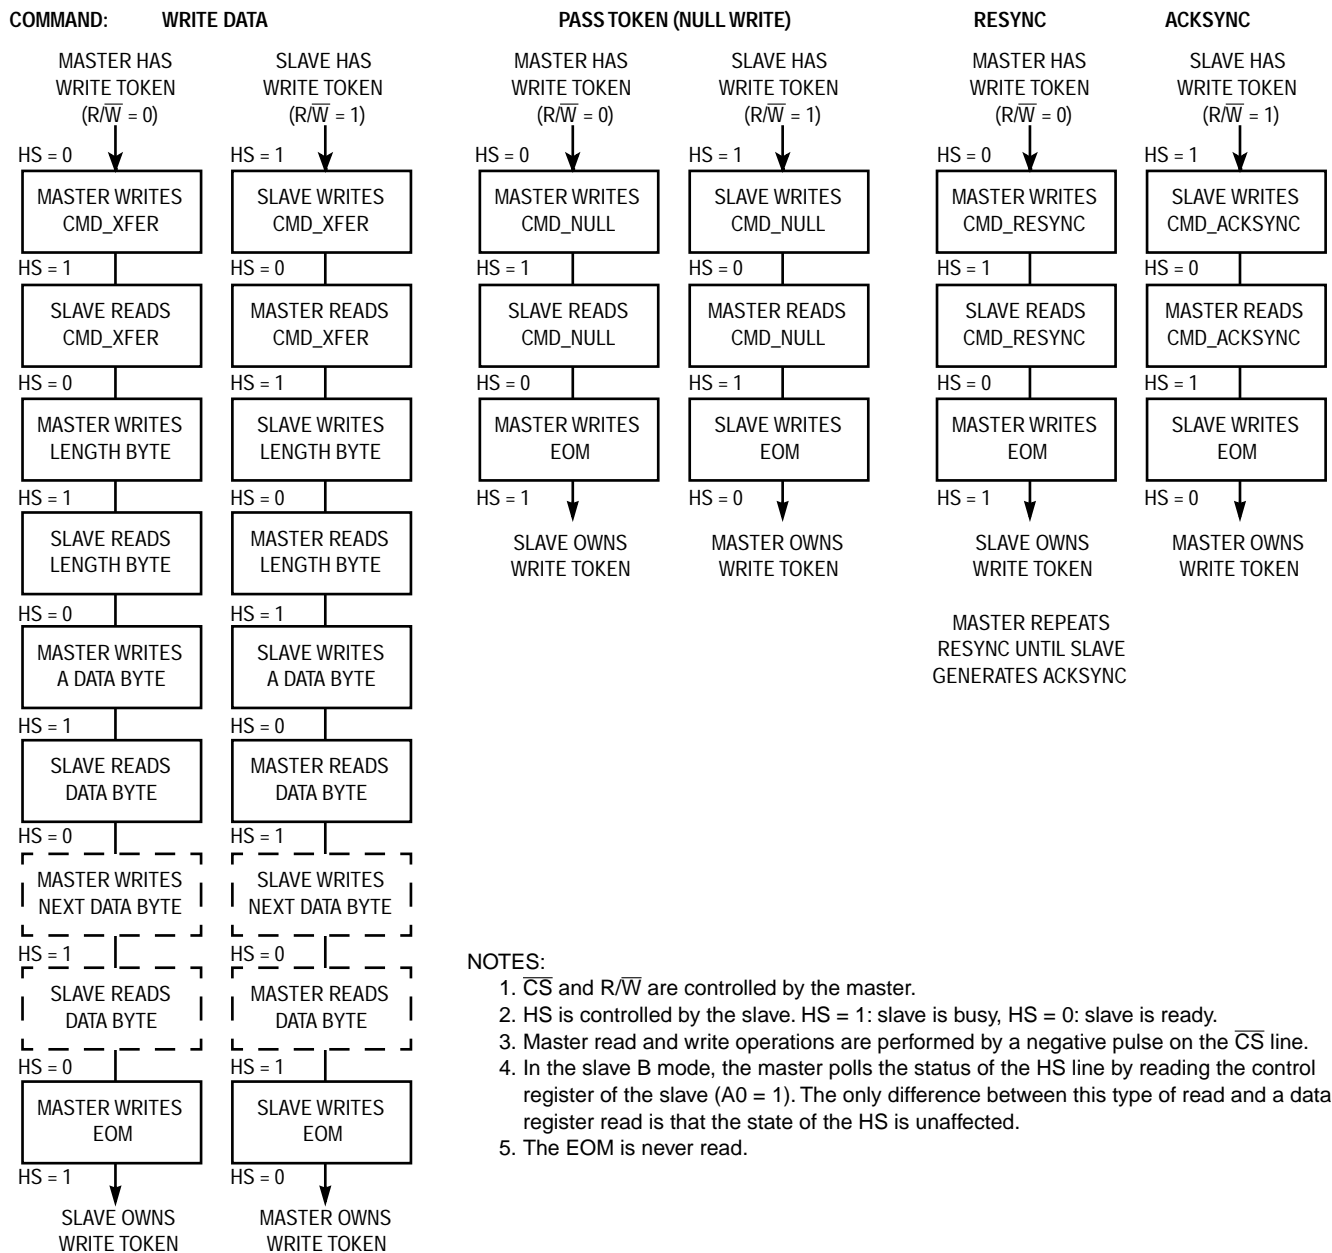 COMMAND: WRITE DATA
MASTER HAS
WRITE TOKEN
(R/W̅ = 0)
HS = 0
MASTER WRITES
CMD_XFER
HS = 1
SLAVE READS
CMD_XFER
HS = 0
MASTER WRITES
LENGTH BYTE
HS = 1
SLAVE READS
LENGTH BYTE
HS = 0
MASTER WRITES
A DATA BYTE
HS = 1
SLAVE READS
DATA BYTE
HS = 0
MASTER WRITES
NEXT DATA BYTE
HS = 1
SLAVE READS
DATA BYTE
HS = 0
MASTER WRITES
EOM
HS = 1
SLAVE OWNS
WRITE TOKEN
SLAVE HAS
WRITE TOKEN
(R/W̅ = 1)
HS = 1
SLAVE WRITES
CMD_XFER
HS = 0
MASTER READS
CMD_XFER
HS = 1
SLAVE WRITES
LENGTH BYTE
HS = 0
MASTER READS
LENGTH BYTE
HS = 1
SLAVE WRITES
A DATA BYTE
HS = 0
MASTER READS
DATA BYTE
HS = 1
SLAVE WRITES
NEXT DATA BYTE
HS = 0
MASTER READS
DATA BYTE
HS = 1
SLAVE WRITES
EOM
HS = 0
MASTER OWNS
WRITE TOKEN
PASS TOKEN (NULL WRITE)
MASTER HAS
WRITE TOKEN
(R/W̅ = 0)
HS = 0
MASTER WRITES
CMD_NULL
HS = 1
SLAVE READS
CMD_NULL
HS = 0
MASTER WRITES
EOM
HS = 1
SLAVE OWNS
WRITE TOKEN
SLAVE HAS
WRITE TOKEN
(R/W̅ = 1)
HS = 1
SLAVE WRITES
CMD_NULL
HS = 0
MASTER READS
CMD_NULL
HS = 1
SLAVE WRITES
EOM
HS = 0
MASTER OWNS
WRITE TOKEN
RESYNC
MASTER HAS
WRITE TOKEN
(R/W̅ = 0)
HS = 0
MASTER WRITES
CMD_RESYNC
HS = 1
SLAVE READS
CMD_RESYNC
HS = 0
MASTER WRITES
EOM
HS = 1
SLAVE OWNS
WRITE TOKEN
MASTER REPEATS
RESYNC UNTIL SLAVE
GENERATES ACKSYNC
ACKSYNC
SLAVE HAS
WRITE TOKEN
(R/W̅ = 1)
HS = 1
SLAVE WRITES
CMD_ACKSYNC
HS = 0
MASTER READS
CMD_ACKSYNC
HS = 1
SLAVE WRITES
EOM
HS = 0
MASTER OWNS
WRITE TOKEN
NOTES:
1. C̅S̅ and R/W̅ are controlled by the master.
2. HS is controlled by the slave. HS = 1: slave is busy, HS = 0: slave is ready.
3. Master read and write operations are performed by a negative pulse on the C̅S̅ line.
4. In the slave B mode, the master polls the status of the HS line by reading the control
register of the slave (A0 = 1). The only difference between this type of read and a data
register read is that the state of the HS is unaffected.
5. The EOM is never read.